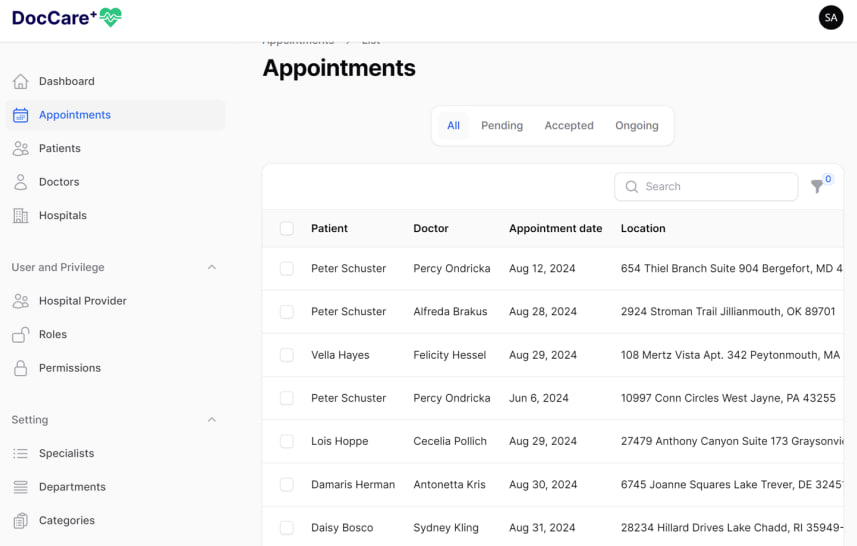 DocCare+
SA
Appointments > List
Appointments
Dashboard
Appointments
Patients
Doctors
Hospitals
User and Privilege
Hospital Provider
Roles
Permissions
Setting
Specialists
Departments
Categories
All Pending Accepted Ongoing
Search
0
Patient Doctor Appointment date Location
Peter Schuster Percy Ondricka Aug 12, 2024 654 Thiel Branch Suite 904 Bergefort, MD 4
Peter Schuster Alfreda Brakus Aug 28, 2024 2924 Stroman Trail Jillianmouth, OK 89701
Vella Hayes Felicity Hessel Aug 29, 2024 108 Mertz Vista Apt. 342 Peytonmouth, MA
Peter Schuster Percy Ondricka Jun 6, 2024 10997 Conn Circles West Jayne, PA 43255
Lois Hoppe Cecelia Pollich Aug 29, 2024 27479 Anthony Canyon Suite 173 Graysonvi
Damaris Herman Antonetta Kris Aug 30, 2024 6745 Joanne Squares Lake Trever, DE 3245
Daisy Bosco Sydney Kling Aug 31, 2024 28234 Hillard Drives Lake Chadd, RI 35949-